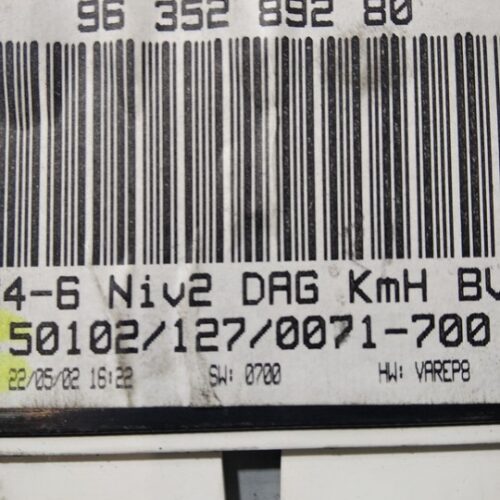 96 352 892 80
4-6 Niv2 DAG KmH BV
50102/127/0071-700
22/05/02 16:22 SW: 0700 HW: VAREP8